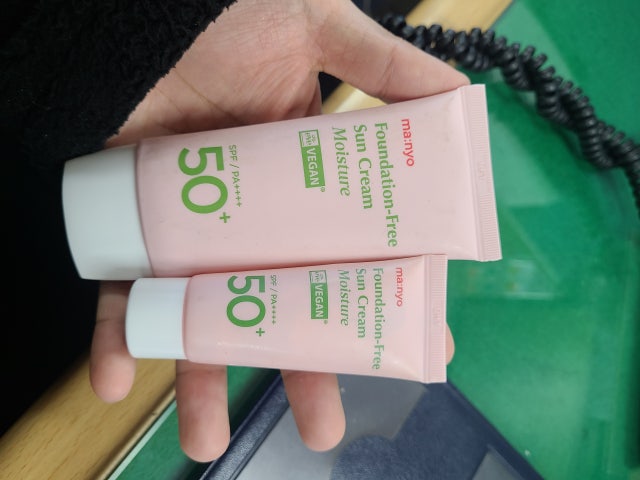 ma:nyo
Foundation-Free
Sun Cream
Moisture
VEGAN
SPF / PA++++
50+
ma:nyo
Foundation-Free
Sun Cream
Moisture
VEGAN
SPF / PA++++
50+